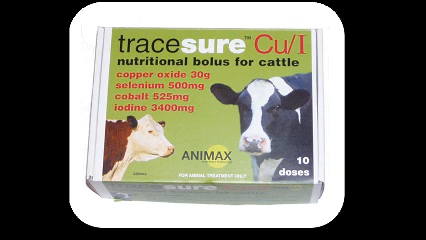 tracesure™ Cu/I
nutritional bolus for cattle
copper oxide 30g
selenium 500mg
cobalt 525mg
iodine 3400mg
ANIMAX
10
doses
FOR ANIMAL TREATMENT ONLY